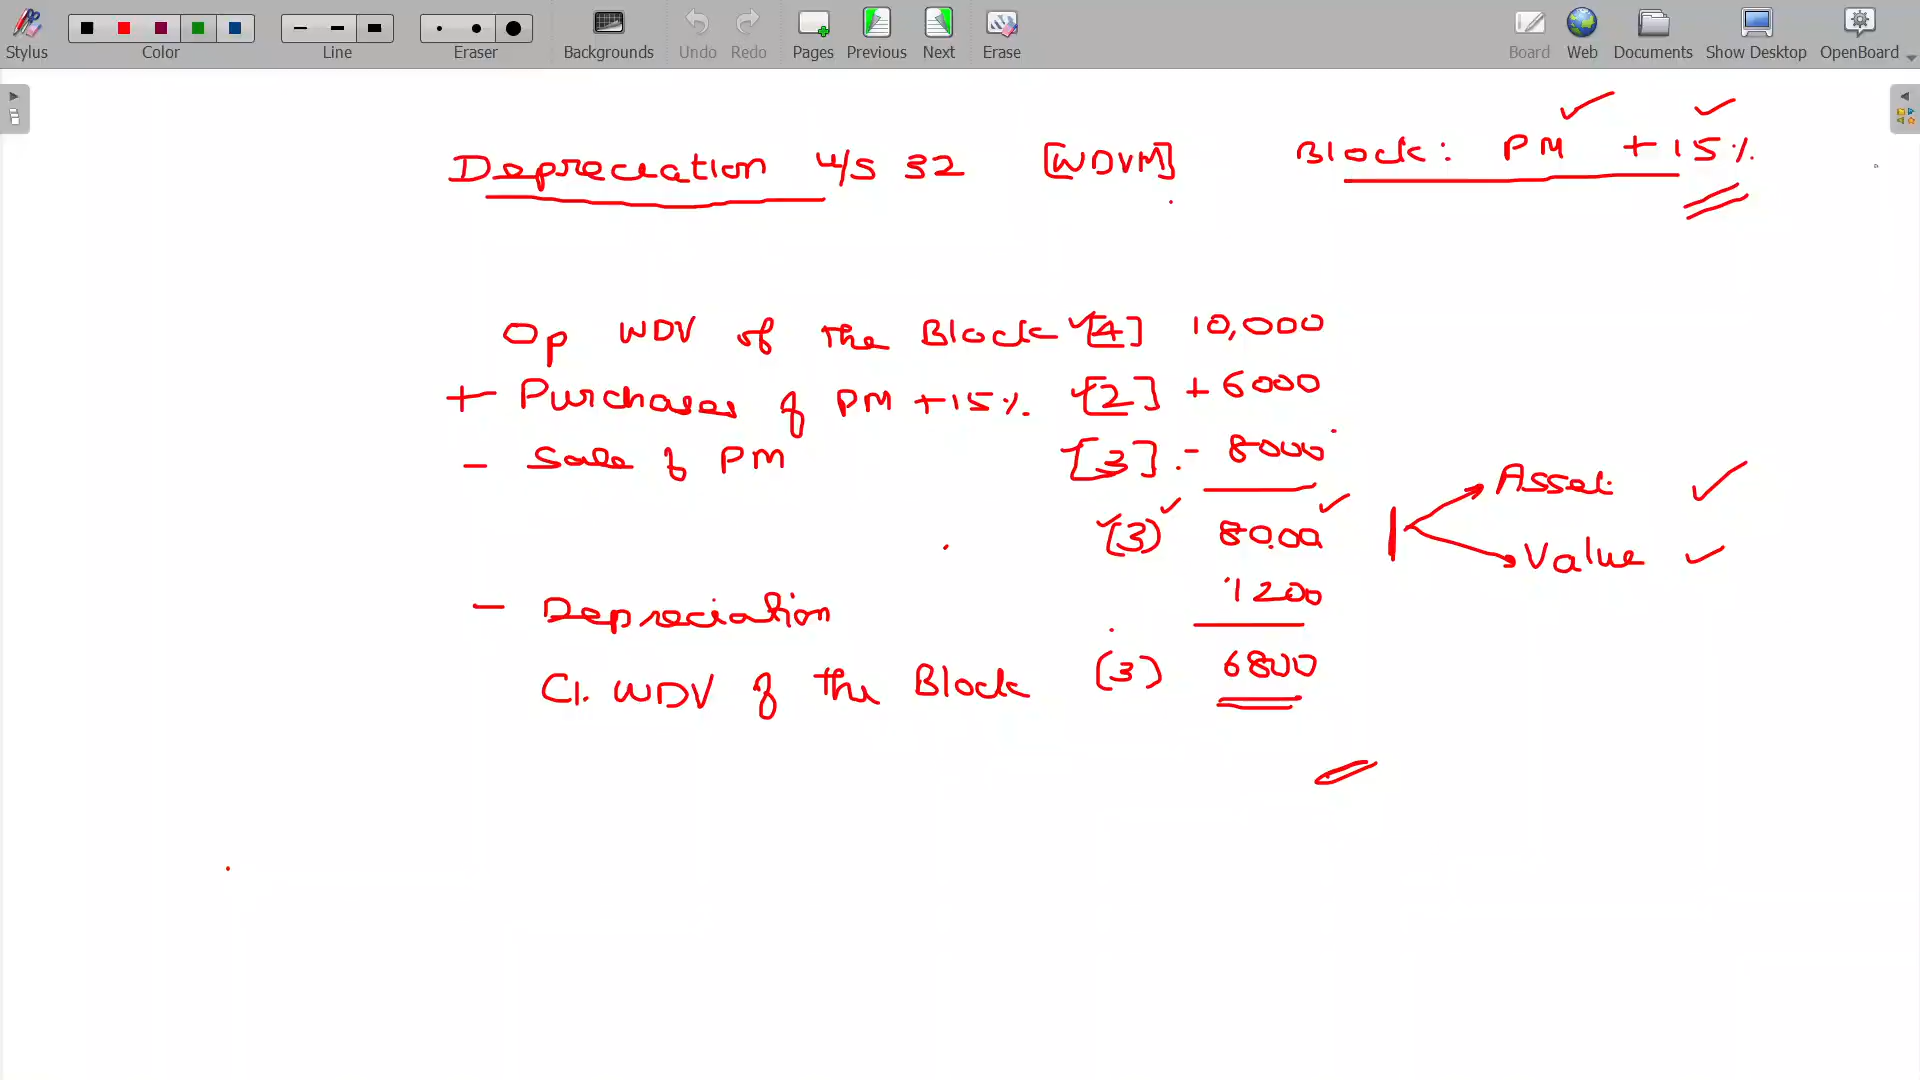 Stylus Color Line Eraser Backgrounds Undo Redo Pages Previous Next Erase Board Web Documents Show Desktop OpenBoard
Depreciation u/s 32 [WDVM] Block: PM + 15%
Op WDV of the Block [4] 10,000
+ Purchases of PM + 15% [2] + 6000
- Sale of PM [3] - 8000
Asset
(3) 8000
Value
- Depreciation 1200
Cl. WDV of the Block (3) 6800